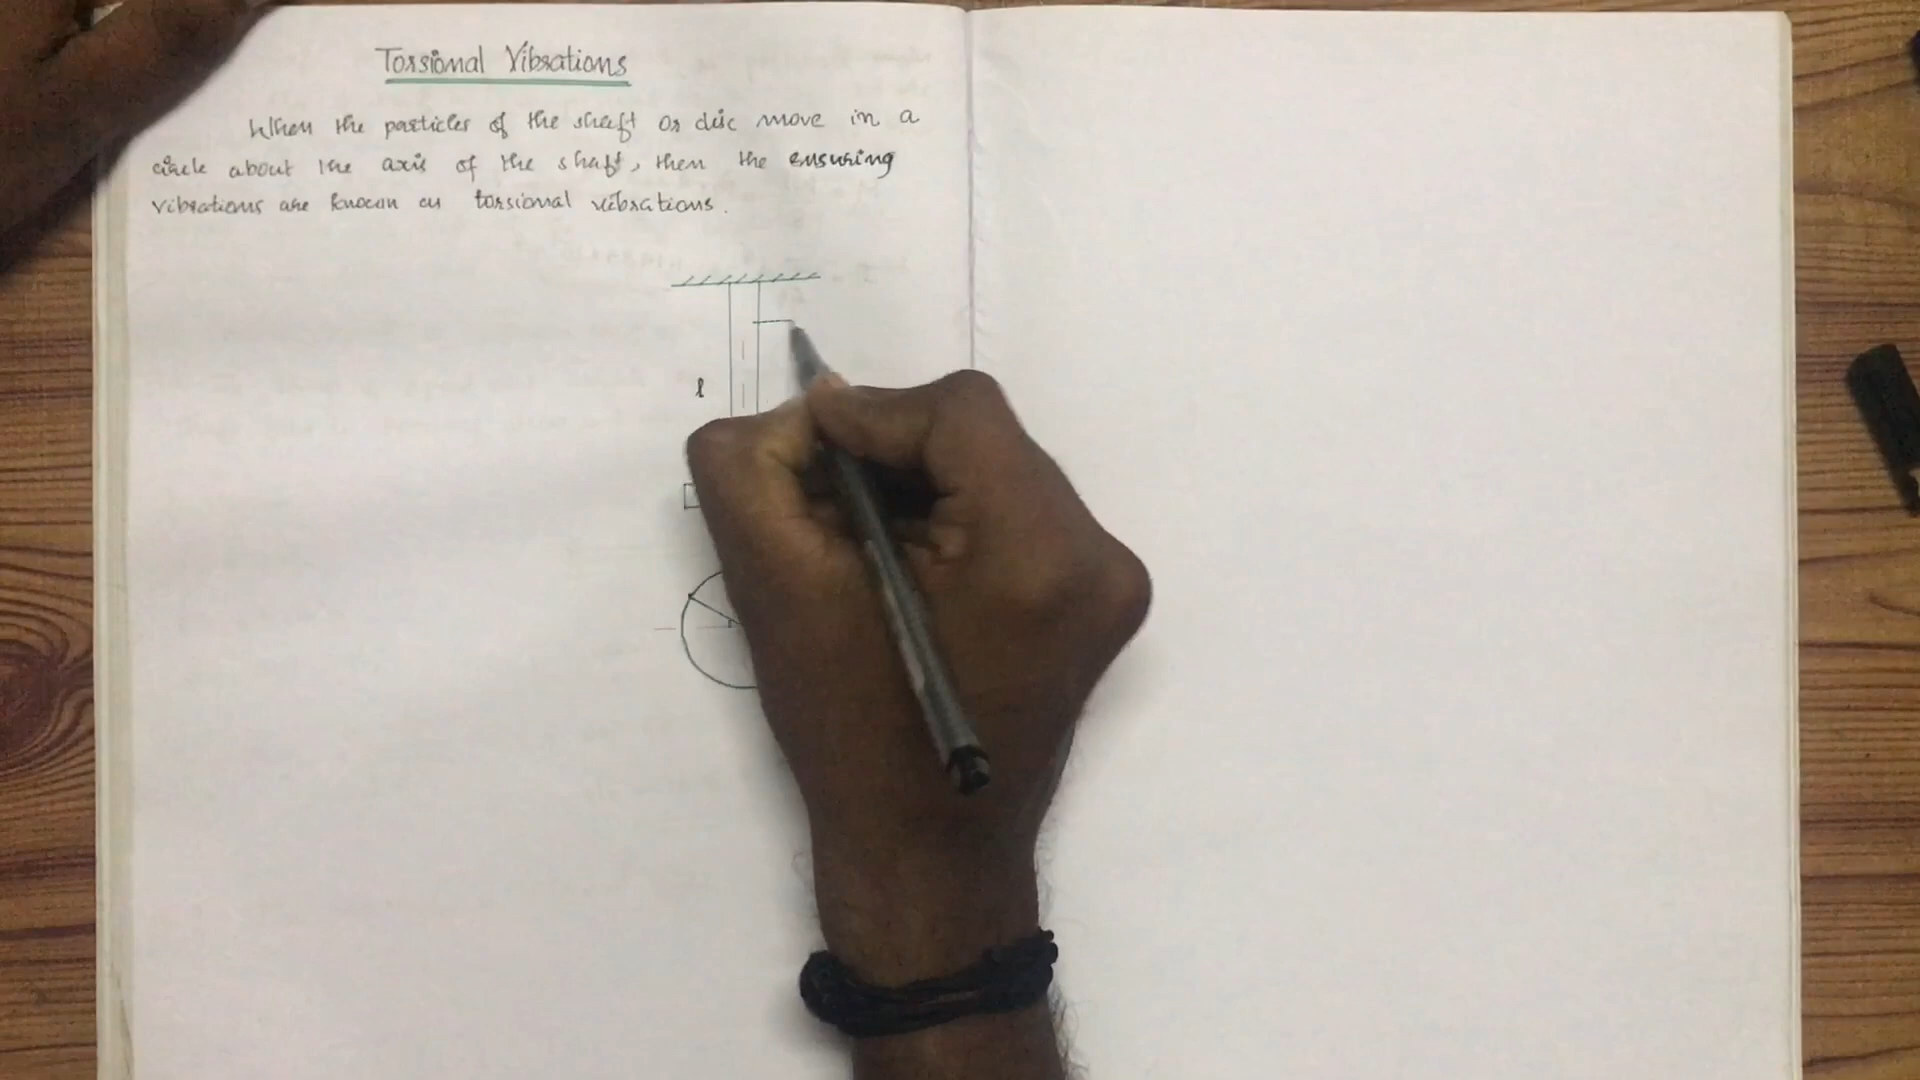 Torsional Vibrations
When the particles of the shaft or disc move in a
circle about the axis of the shaft, then the ensuring
vibrations are known as torsional vibrations.
l